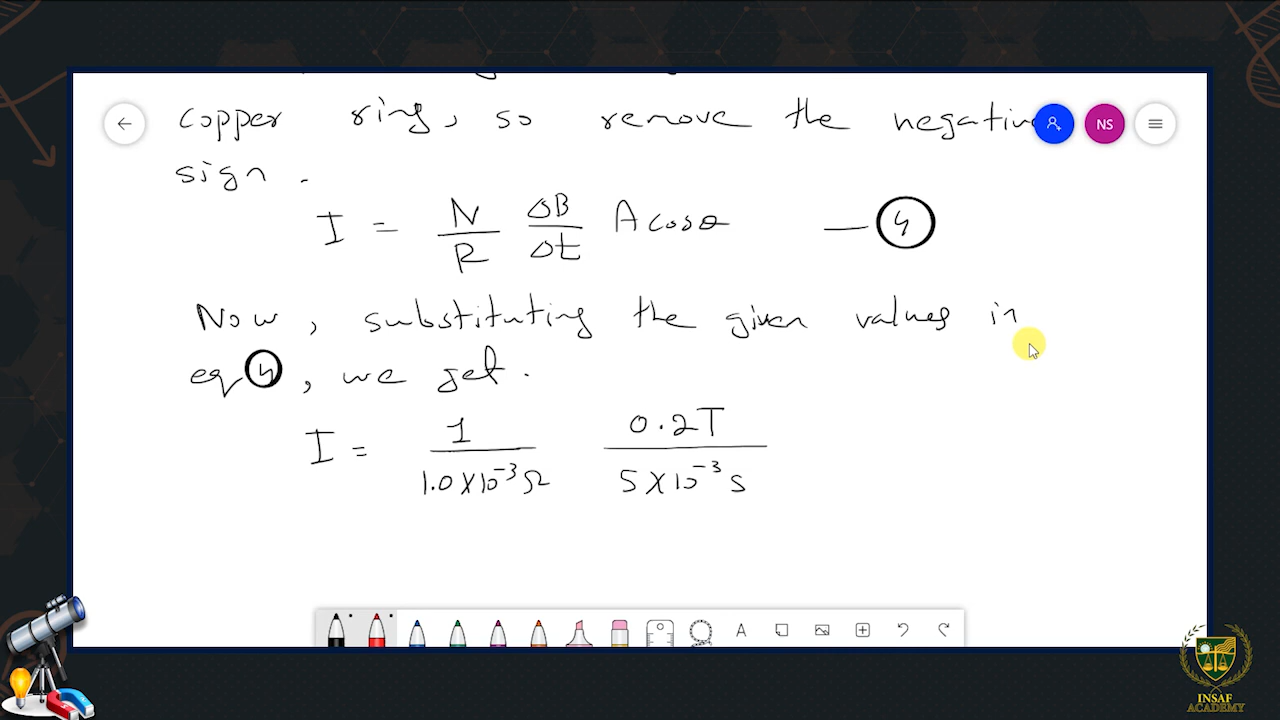 copper ring, so remove the negative
NS
sign.
I = N/R ΔB/Δt A cosθ — 4
Now, substituting the given values in
eq 4, we get.
I = 1/1.0×10⁻³Ω 0.2T/5×10⁻³s
A
INSAF
ACADEMY